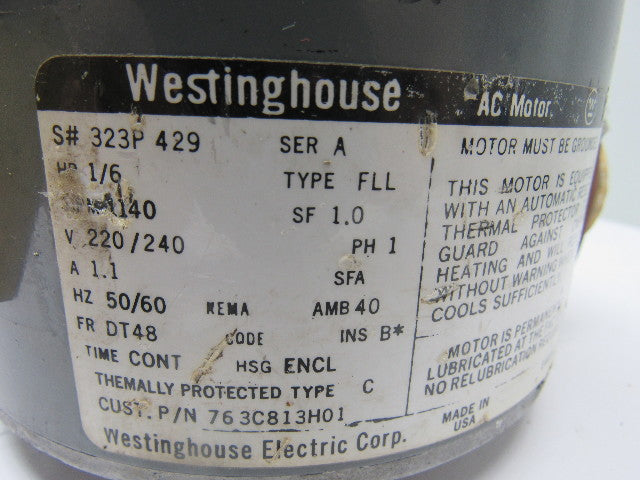 Westinghouse AC Motor
S# 323P 429 SER A
HP 1/6 TYPE FLL
1140 SF 1.0
V 220/240 PH 1
A 1.1 SFA
HZ 50/60 NEMA AMB 40
FR DT48 CODE INS B*
TIME CONT HSG ENCL
THEMALLY PROTECTED TYPE C
CUST. P/N 763C813H01
Westinghouse Electric Corp.
MOTOR MUST BE
THIS MOTOR IS
WITH AN AUTOMATIC
THERMAL PROTECTOR
GUARD AGAINST
HEATING AND WILL
WITHOUT WARNING
COOLS SUFFICIENTLY
MOTOR IS
LUBRICATED AT THE
NO RELUBRICATION
MADE IN
USA